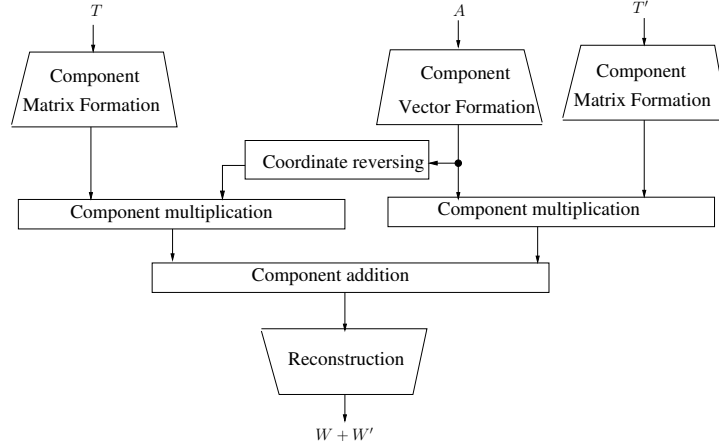 T
A
T′
Component
Matrix Formation
Component
Vector Formation
Component
Matrix Formation
Coordinate reversing
Component multiplication
Component multiplication
Component addition
Reconstruction
W + W′